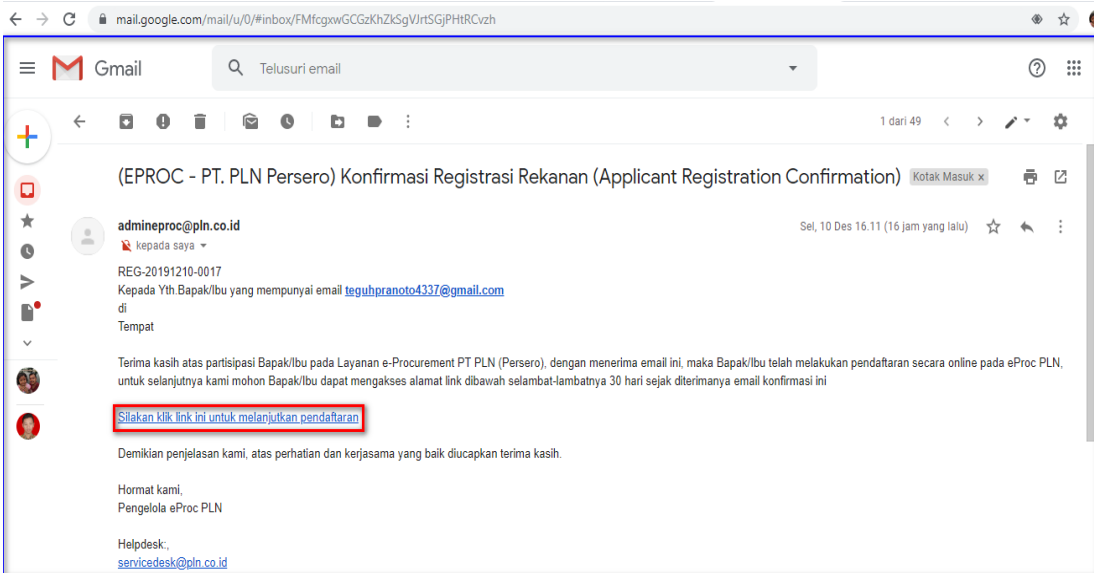 mail.google.com/mail/u/0/#inbox/FMfcgxwGCGzKhZkSgVJrtSGjPHtRCvzh
Gmail
Telusuri email
1 dari 49
(EPROC - PT. PLN Persero) Konfirmasi Registrasi Rekanan (Applicant Registration Confirmation) Kotak Masuk x
admineproc@pln.co.id Sel, 10 Des 16.11 (16 jam yang lalu)
kepada saya
REG-20191210-0017
Kepada Yth.Bapak/Ibu yang mempunyai email teguhpranoto4337@gmail.com
di
Tempat
Terima kasih atas partisipasi Bapak/Ibu pada Layanan e-Procurement PT PLN (Persero), dengan menerima email ini, maka Bapak/Ibu telah melakukan pendaftaran secara online pada eProc PLN,
untuk selanjutnya kami mohon Bapak/Ibu dapat mengakses alamat link dibawah selambat-lambatnya 30 hari sejak diterimanya email konfirmasi ini
Silakan klik link ini untuk melanjutkan pendaftaran
Demikian penjelasan kami, atas perhatian dan kerjasama yang baik diucapkan terima kasih.
Hormat kami,
Pengelola eProc PLN
Helpdesk:,
servicedesk@pln.co.id